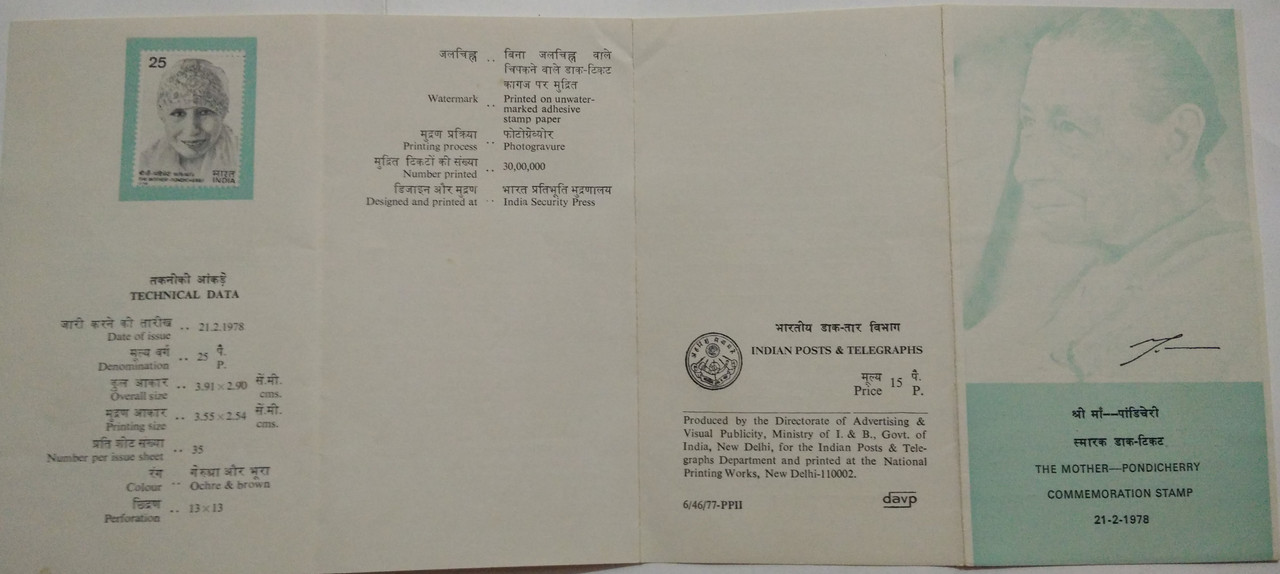 25
श्री माँ-पांडिचेरी
THE MOTHER-PONDICHERRY
भारत
INDIA
तकनीकी आंकड़े
TECHNICAL DATA
जारी करने की तारीख .. 21.2.1978
Date of issue
मूल्य वर्ग .. 25 पै.
Denomination P.
कुल आकार .. 3.91 × 2.90 सें.मी.
Overall size cms.
मुद्रण आकार .. 3.55 × 2.54 सें.मी.
Printing size cms.
प्रति शीट संख्या .. 35
Number per issue sheet
रंग .. गेरुआ और भूरा
Colour Ochre & brown
छिद्रण .. 13 × 13
Perforation
जलचिह्न .. बिना जलचिह्न वाले
चिपकने वाले डाक-टिकट
कागज पर मुद्रित
Watermark .. Printed on unwater-
marked adhesive
stamp paper
मुद्रण प्रक्रिया .. फोटोग्रेव्योर
Printing process Photogravure
मुद्रित टिकटों की संख्या .. 30,00,000
Number printed
डिजाइन और मुद्रण .. भारत प्रतिभूति मुद्रणालय
Designed and printed at India Security Press
भारतीय डाक-तार विभाग
INDIAN POSTS & TELEGRAPHS
मूल्य 15 पै.
Price P.
Produced by the Directorate of Advertising &
Visual Publicity, Ministry of I. & B., Govt. of
India, New Delhi, for the Indian Posts & Tele-
graphs Department and printed at the National
Printing Works, New Delhi-110002.
6/46/77-PPII davp
श्री माँ—पांडिचेरी
स्मारक डाक-टिकट
THE MOTHER—PONDICHERRY
COMMEMORATION STAMP
21-2-1978